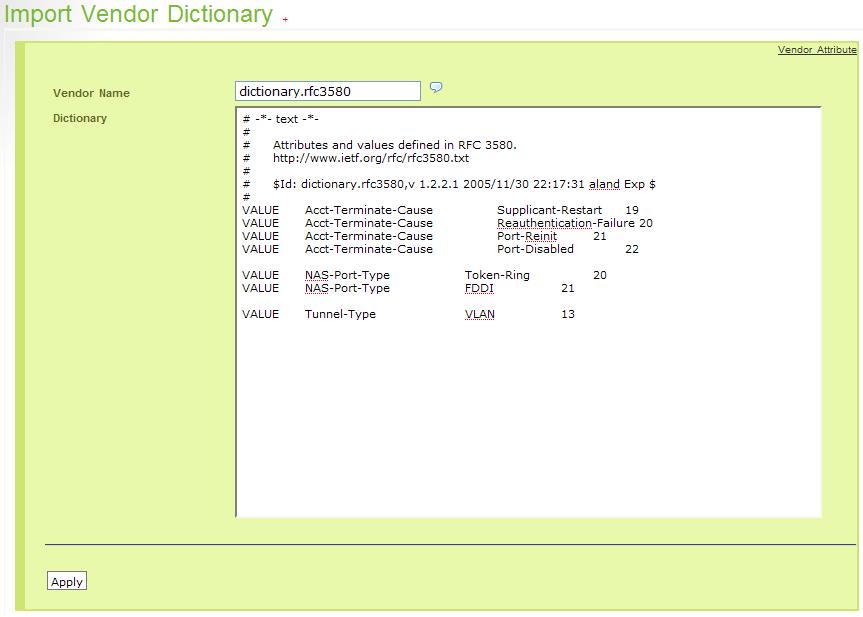 Import Vendor Dictionary +
Vendor Attribute
Vendor Name dictionary.rfc3580
Dictionary
# -*- text -*-
#
# Attributes and values defined in RFC 3580.
# http://www.ietf.org/rfc/rfc3580.txt
#
# $Id: dictionary.rfc3580,v 1.2.2.1 2005/11/30 22:17:31 aland Exp $
#
VALUE Acct-Terminate-Cause Supplicant-Restart 19
VALUE Acct-Terminate-Cause Reauthentication-Failure 20
VALUE Acct-Terminate-Cause Port-Reinit 21
VALUE Acct-Terminate-Cause Port-Disabled 22
VALUE NAS-Port-Type Token-Ring 20
VALUE NAS-Port-Type FDDI 21
VALUE Tunnel-Type VLAN 13
Apply